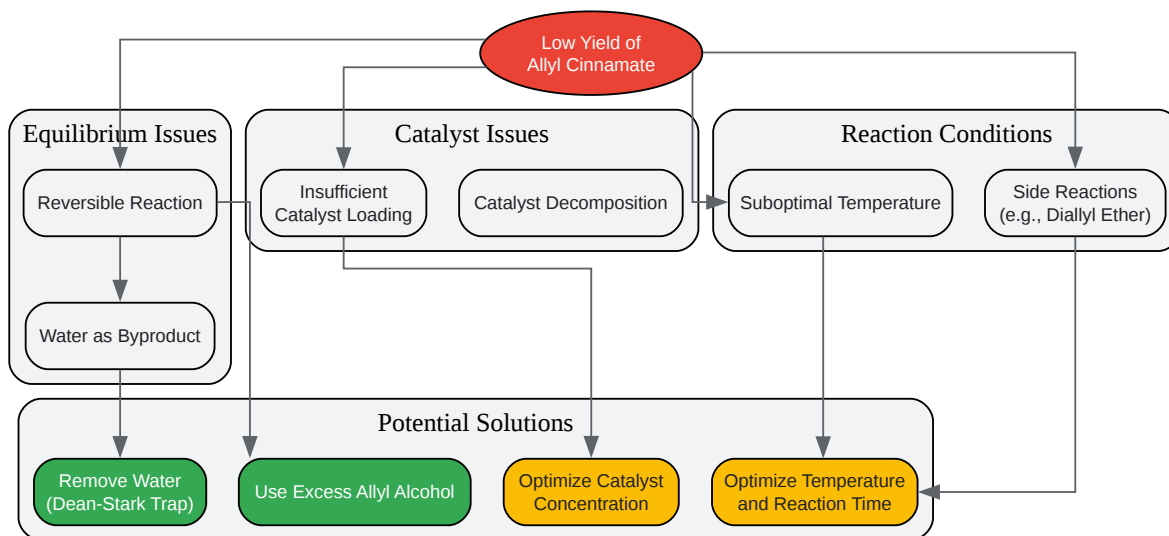 Low Yield of
Allyl Cinnamate
Equilibrium Issues
Catalyst Issues
Reaction Conditions
Reversible Reaction
Insufficient
Catalyst Loading
Catalyst Decomposition
Suboptimal Temperature
Side Reactions
(e.g., Diallyl Ether)
Water as Byproduct
Potential Solutions
Remove Water
(Dean-Stark Trap)
Use Excess Allyl Alcohol
Optimize Catalyst
Concentration
Optimize Temperature
and Reaction Time